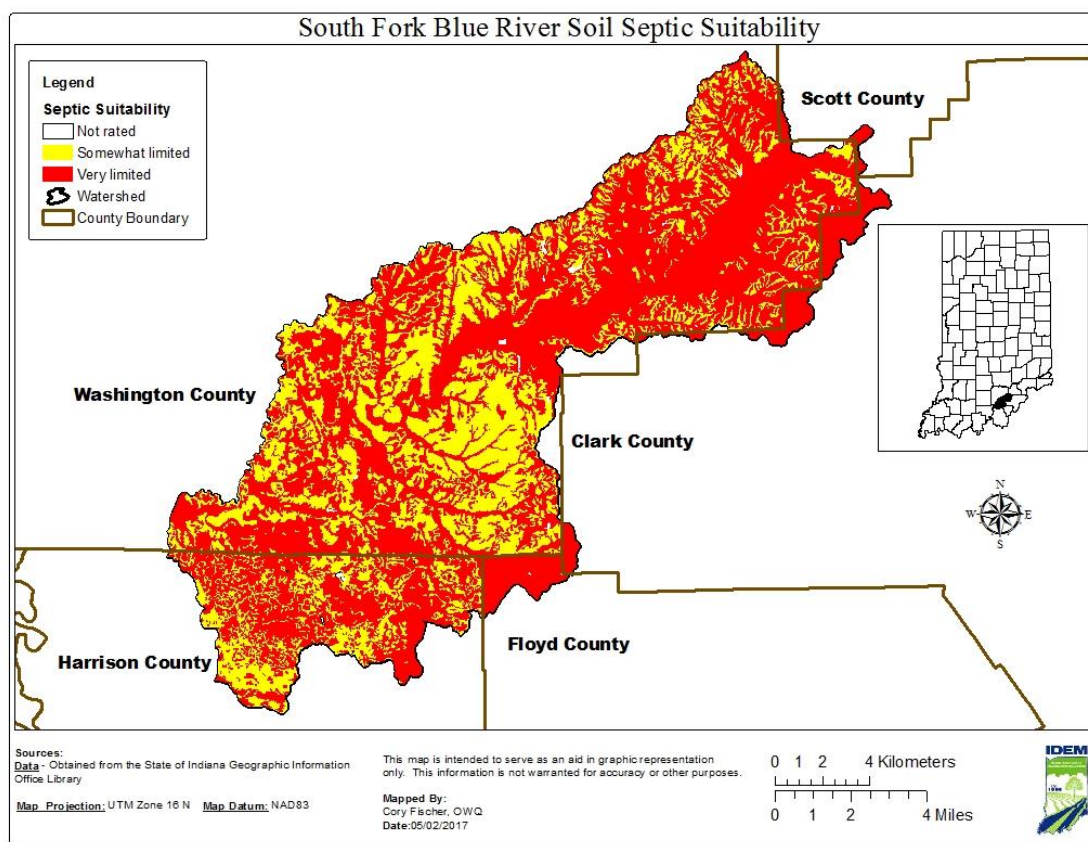 South Fork Blue River Soil Septic Suitability
Legend
Septic Suitability
Not rated
Somewhat limited
Very limited
Watershed
County Boundary
Scott County
Washington County
Clark County
N
W E
S
Floyd County
Harrison County
Sources:
Data - Obtained from the State of Indiana Geographic Information
Office Library
Map Projection: UTM Zone 16 N Map Datum: NAD83
This map is intended to serve as an aid in graphic representation
only. This information is not warranted for accuracy or other purposes.
Mapped By:
Cory Fischer, OWQ
Date:05/02/2017
0 1 2 4 Kilometers
0 1 2 4 Miles
IDEM